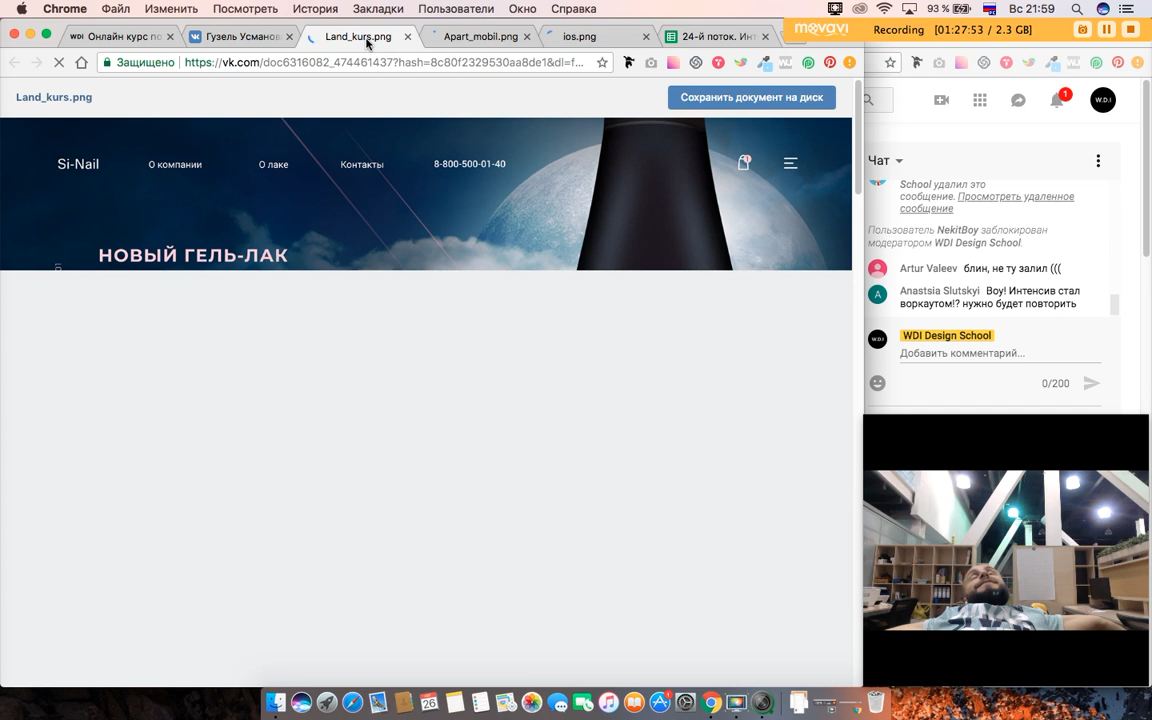 Chrome Файл Изменить Посмотреть История Закладки Пользователи Окно Справка 93 % Вс 21:59
Онлайн курс по Гузель Усманов Land_kurs.png Apart_mobil.png ios.png 24-й поток. Инт
movavi Recording [01:27:53 / 2.3 GB]
Защищено https://vk.com/doc6316082_474461437?hash=8c80f2329530aa8de1&dl=f...
Land_kurs.png Сохранить документ на диск
Si-Nail О компании О лаке Контакты 8-800-500-01-40
НОВЫЙ ГЕЛЬ-ЛАК
1
W.D.I
Чат
School удалил это
сообщение. Просмотреть удаленное
сообщение
Пользователь NekitBoy заблокирован
модератором WDI Design School.
Artur Valeev блин, не ту залил (((
A Anastsia Slutskyi Воу! Интенсив стал
воркаутом!? нужно будет повторить
W.D.I WDI Design School
Добавить комментарий...
0/200
26